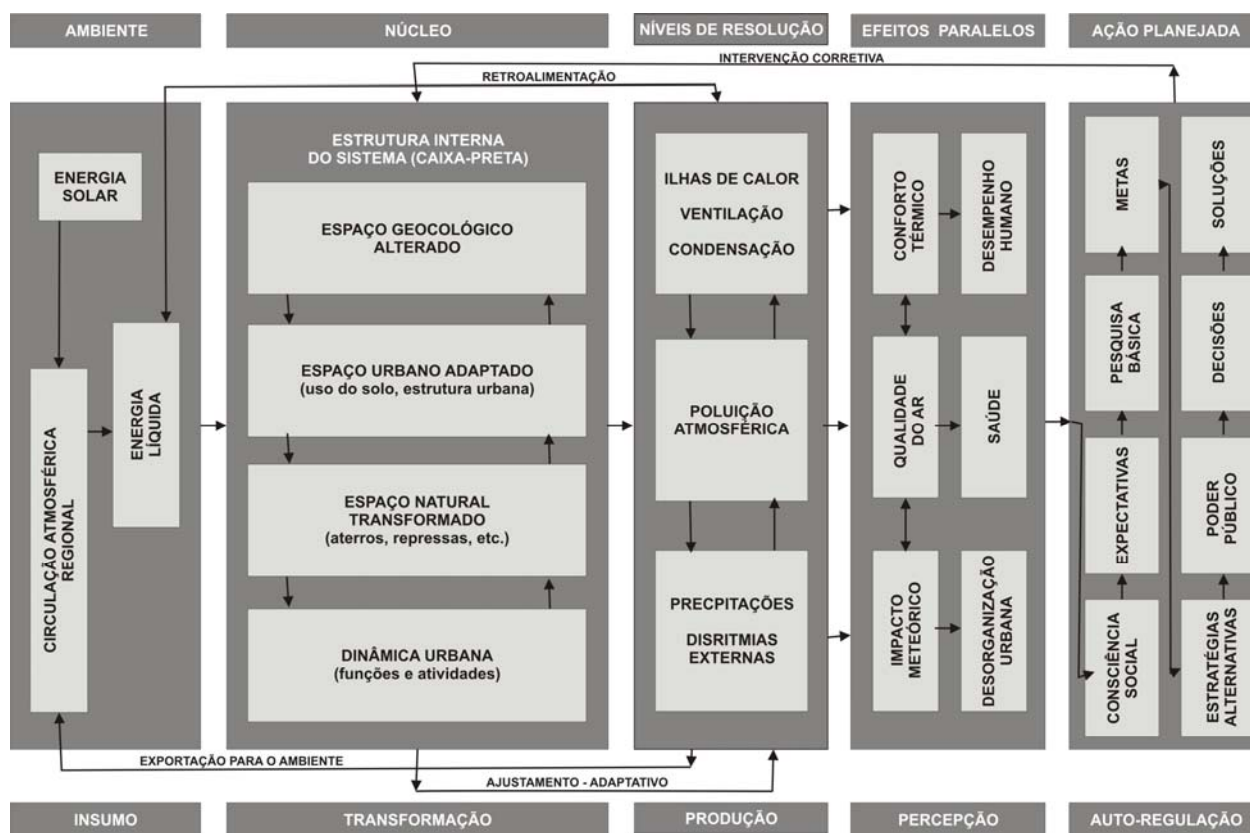 AMBIENTE
NÚCLEO
NÍVEIS DE RESOLUÇÃO
EFEITOS PARALELOS
AÇÃO PLANEJADA
INTERVENÇÃO CORRETIVA
RETROALIMENTAÇÃO
ENERGIA
SOLAR
CIRCULAÇÃO ATMOSFÉRICA
REGIONAL
ENERGIA
LÍQUIDA
ESTRUTURA INTERNA
DO SISTEMA (CAIXA-PRETA)
ESPAÇO GEOCOLÓGICO
ALTERADO
ESPAÇO URBANO ADAPTADO
(uso do solo, estrutura urbana)
ESPAÇO NATURAL
TRANSFORMADO
(aterros, repressas, etc.)
DINÂMICA URBANA
(funções e atividades)
ILHAS DE CALOR
VENTILAÇÃO
CONDENSAÇÃO
POLUIÇÃO
ATMOSFÉRICA
PRECPITAÇÕES
DISRITMIAS
EXTERNAS
CONFORTO
TÉRMICO
DESEMPENHO
HUMANO
QUALIDADE
DO AR
SAÚDE
IMPACTO
METEÓRICO
DESORGANIZAÇÃO
URBANA
METAS
PESQUISA
BÁSICA
EXPECTATIVAS
CONSCIÊNCIA
SOCIAL
SOLUÇÕES
DECISÕES
PODER
PÚBLICO
ESTRATÉGIAS
ALTERNATIVAS
EXPORTAÇÃO PARA O AMBIENTE
AJUSTAMENTO - ADAPTATIVO
INSUMO
TRANSFORMAÇÃO
PRODUÇÃO
PERCEPÇÃO
AUTO-REGULAÇÃO